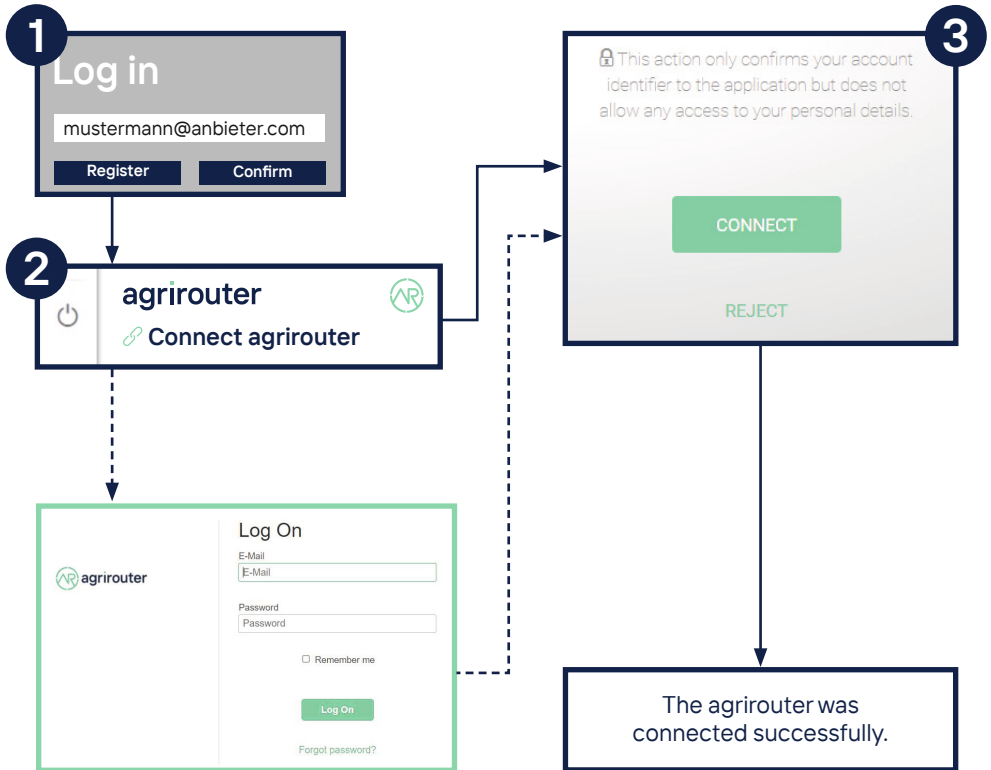 1
Log in
mustermann@anbieter.com
Register
Confirm
2
agrirouter
AR
Connect agrirouter
AR agrirouter
Log On
E-Mail
E-Mail
Password
Password
Remember me
Log On
Forgot password?
3
This action only confirms your account
identifier to the application but does not
allow any access to your personal details.
CONNECT
REJECT
The agrirouter was
connected successfully.